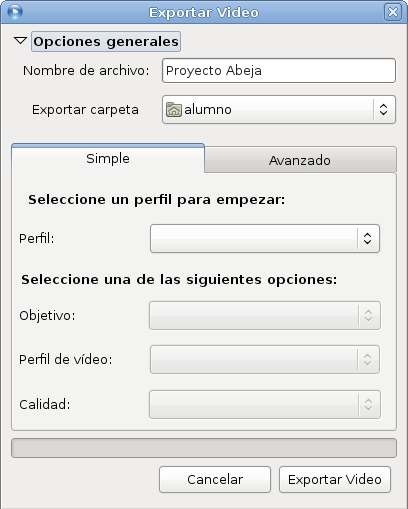 Exportar Video
Opciones generales
Nombre de archivo: Proyecto Abeja
Exportar carpeta alumno
Simple Avanzado
Seleccione un perfil para empezar:
Perfil:
Seleccione una de las siguientes opciones:
Objetivo:
Perfil de vídeo:
Calidad:
Cancelar Exportar Video